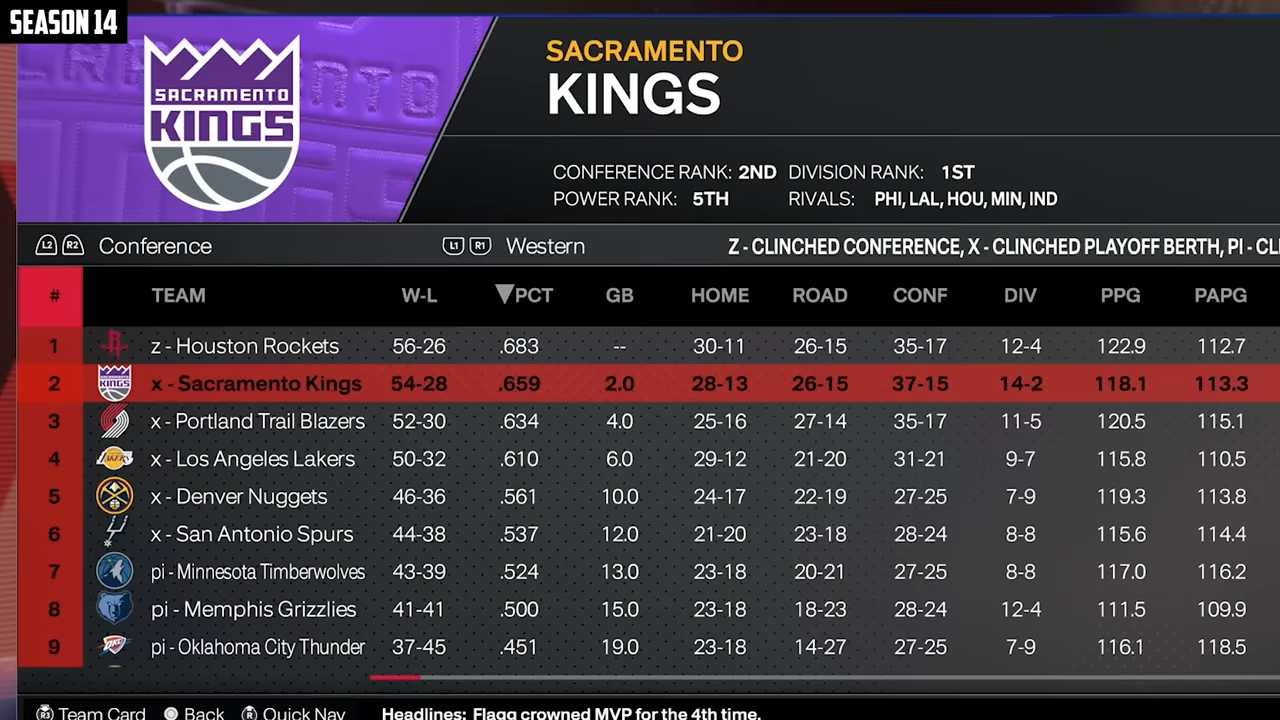 SEASON 14
SACRAMENTO
KINGS
SACRAMENTO
KINGS
CONFERENCE RANK: 2ND DIVISION RANK: 1ST
POWER RANK: 5TH RIVALS: PHI, LAL, HOU, MIN, IND
L2 R2 Conference L1 R1 Western Z - CLINCHED CONFERENCE, X - CLINCHED PLAYOFF BERTH, PI - CL
# TEAM W-L ▼PCT GB HOME ROAD CONF DIV PPG PAPG
1 z - Houston Rockets 56-26 .683 -- 30-11 26-15 35-17 12-4 122.9 112.7
2 x - Sacramento Kings 54-28 .659 2.0 28-13 26-15 37-15 14-2 118.1 113.3
3 x - Portland Trail Blazers 52-30 .634 4.0 25-16 27-14 35-17 11-5 120.5 115.1
4 x - Los Angeles Lakers 50-32 .610 6.0 29-12 21-20 31-21 9-7 115.8 110.5
5 x - Denver Nuggets 46-36 .561 10.0 24-17 22-19 27-25 7-9 119.3 113.8
6 x - San Antonio Spurs 44-38 .537 12.0 21-20 23-18 28-24 8-8 115.6 114.4
7 pi - Minnesota Timberwolves 43-39 .524 13.0 23-18 20-21 27-25 8-8 117.0 116.2
8 pi - Memphis Grizzlies 41-41 .500 15.0 23-18 18-23 28-24 12-4 111.5 109.9
9 pi - Oklahoma City Thunder 37-45 .451 19.0 23-18 14-27 27-25 7-9 116.1 118.5
R3 Team Card Back R Quick Nav Headlines: Flagg crowned MVP for the 4th time.